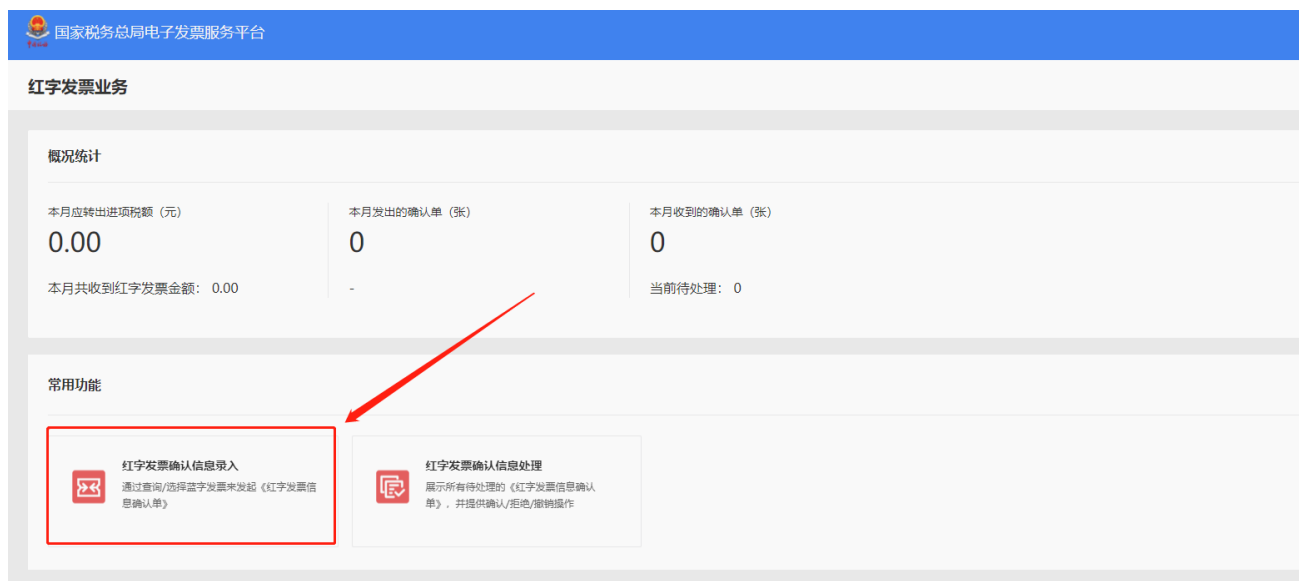 国家税务总局电子发票服务平台
红字发票业务
概况统计
本月应转出进项税额（元） 本月发出的确认单（张） 本月收到的确认单（张）
0.00 0 0
本月共收到红字发票金额： 0.00 - 当前待处理： 0
常用功能
红字发票确认信息录入
通过查询/选择蓝字发票来发起《红字发票信
息确认单》
红字发票确认信息处理
展示所有待处理的《红字发票信息确认
单》，并提供确认/拒绝/撤销操作